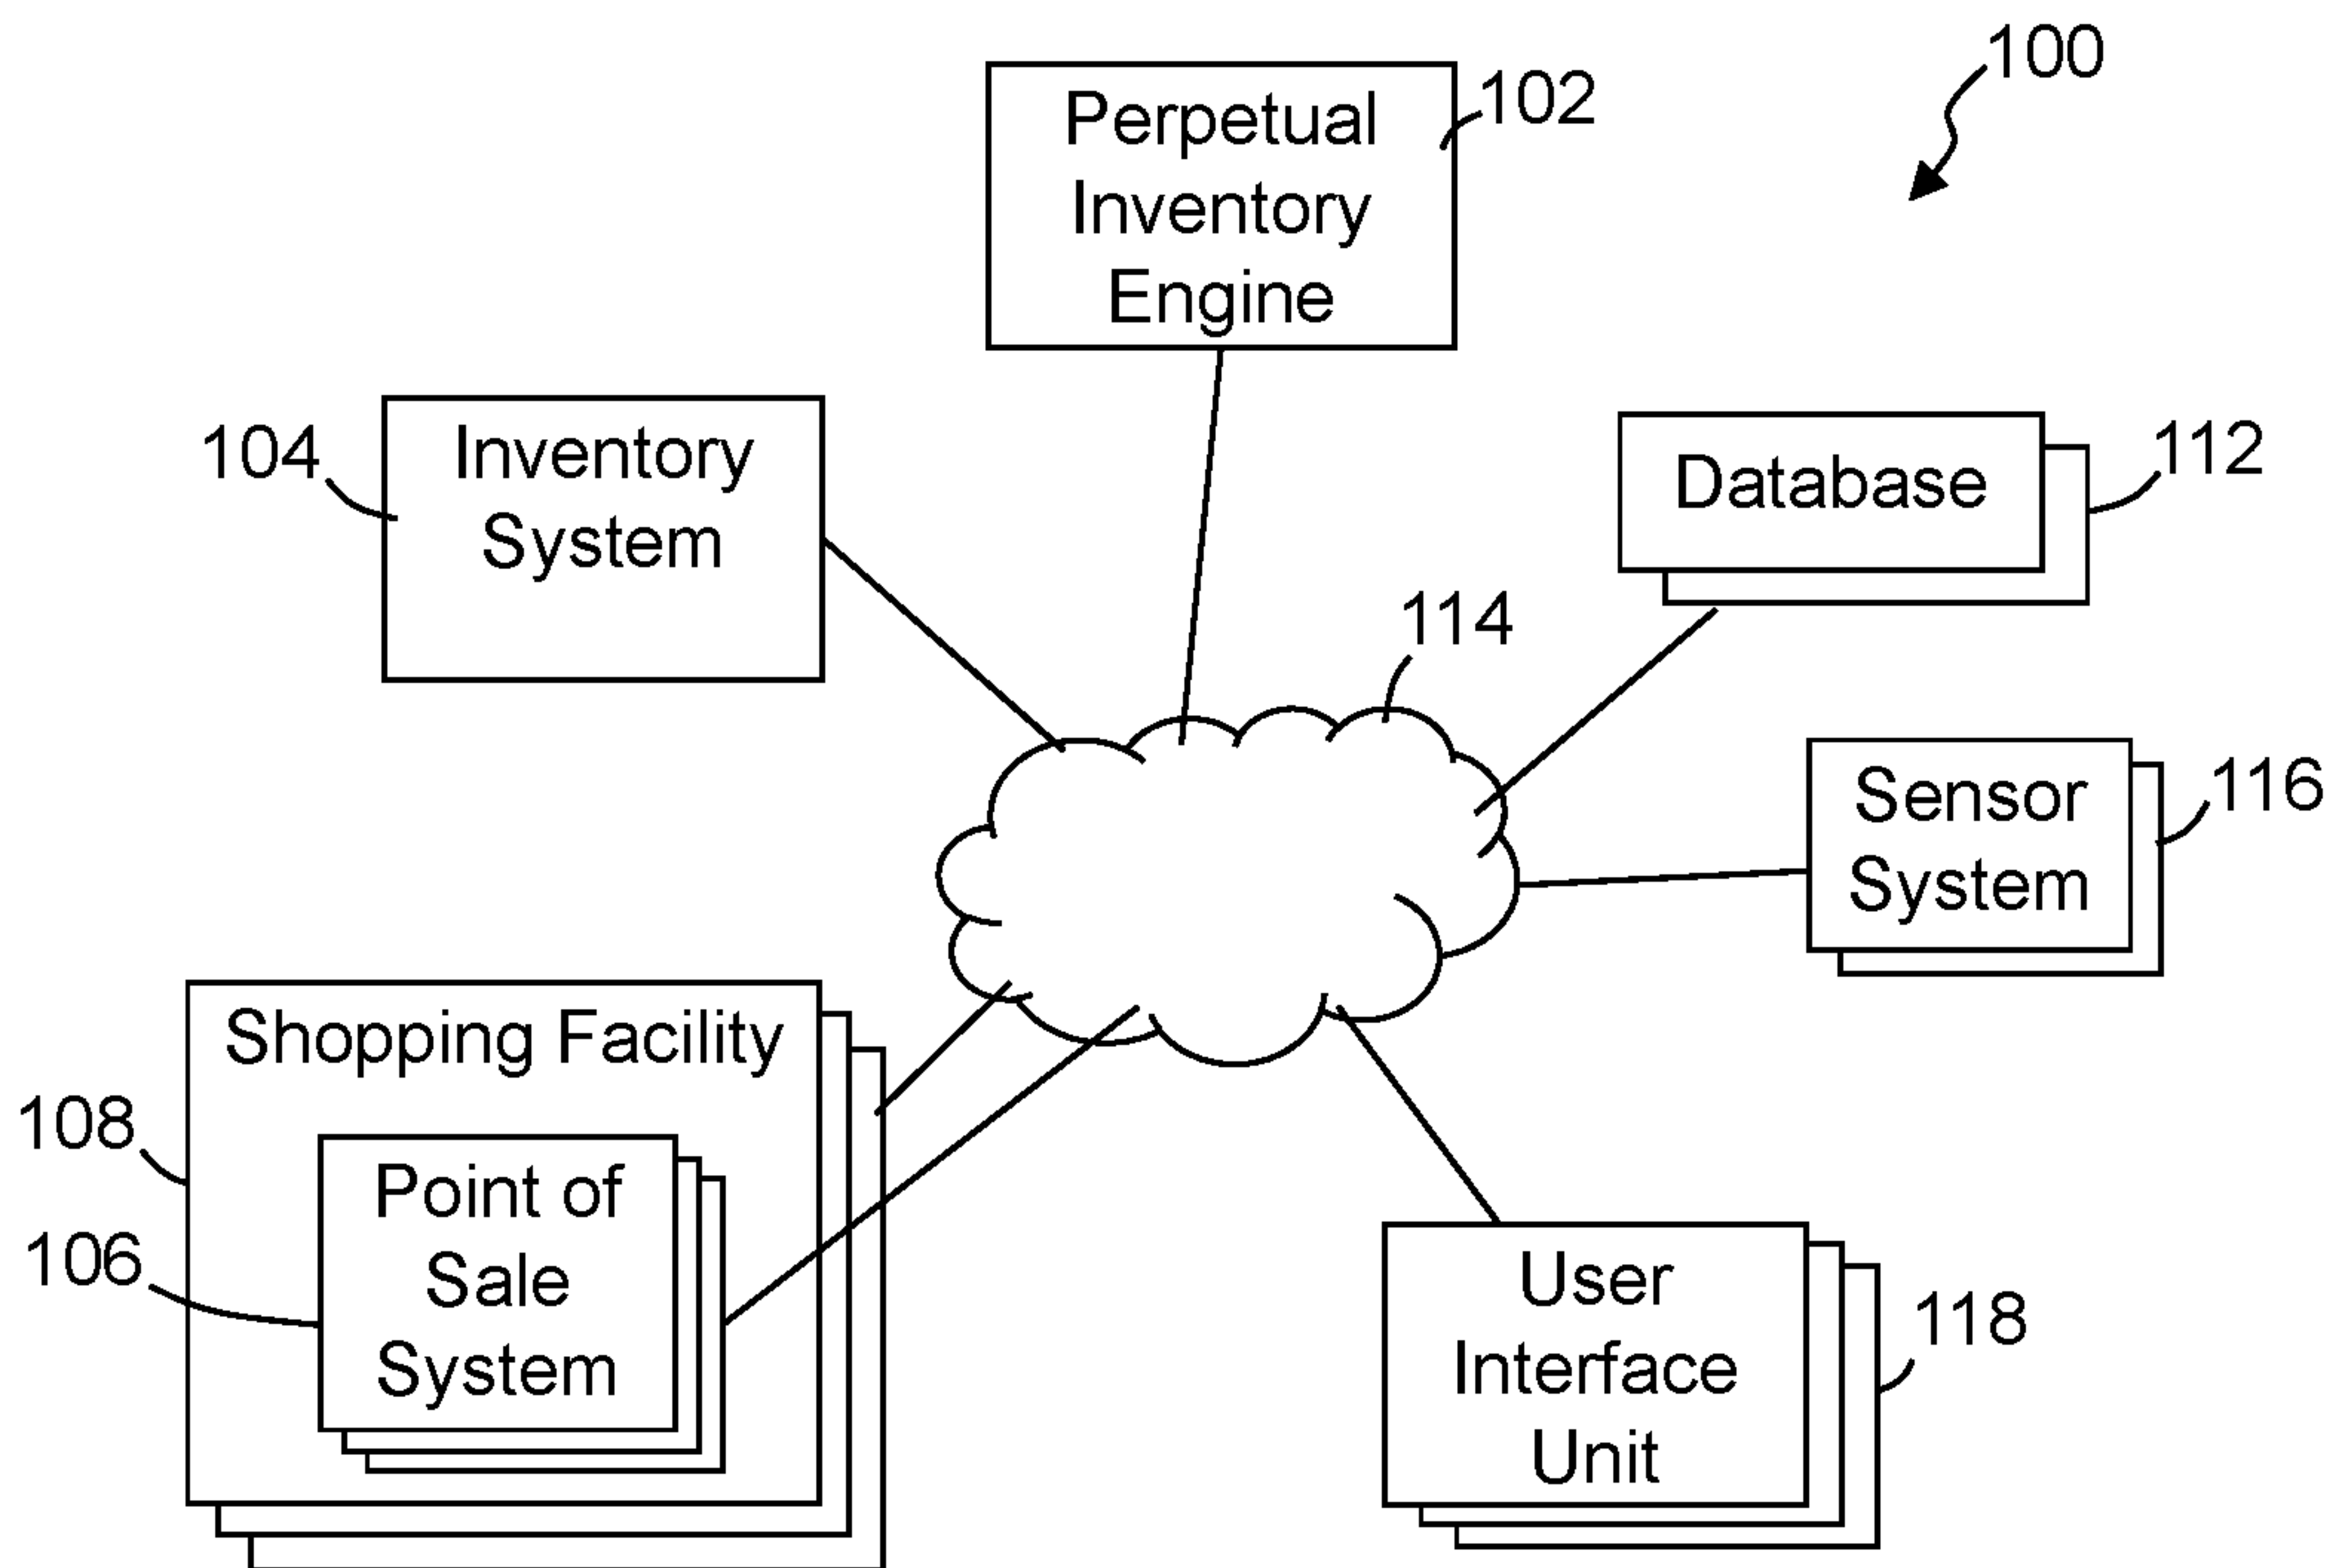 100
Perpetual
Inventory
Engine
102
104
Inventory
System
Database
112
114
Sensor
System
116
Shopping Facility
108
Point of
Sale
System
106
User
Interface
Unit
118